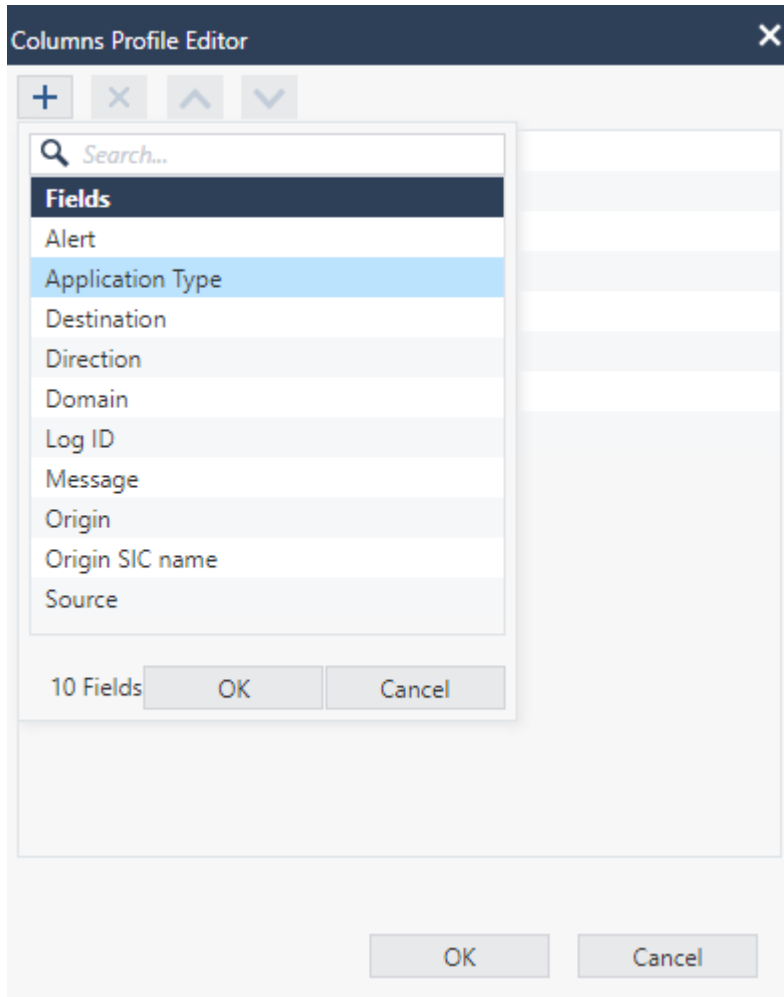 Columns Profile Editor
Search...
Fields
Alert
Application Type
Destination
Direction
Domain
Log ID
Message
Origin
Origin SIC name
Source
10 Fields OK Cancel
OK Cancel